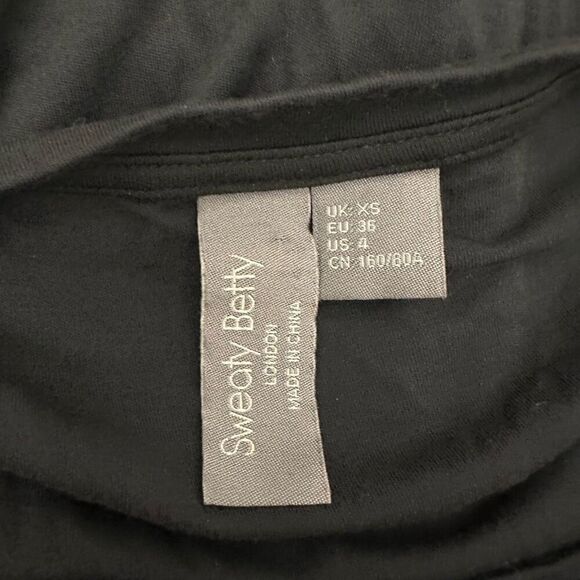 Sweaty Betty
LONDON
MADE IN CHINA
UK: XS
EU: 36
US: 4
CN: 160/80A